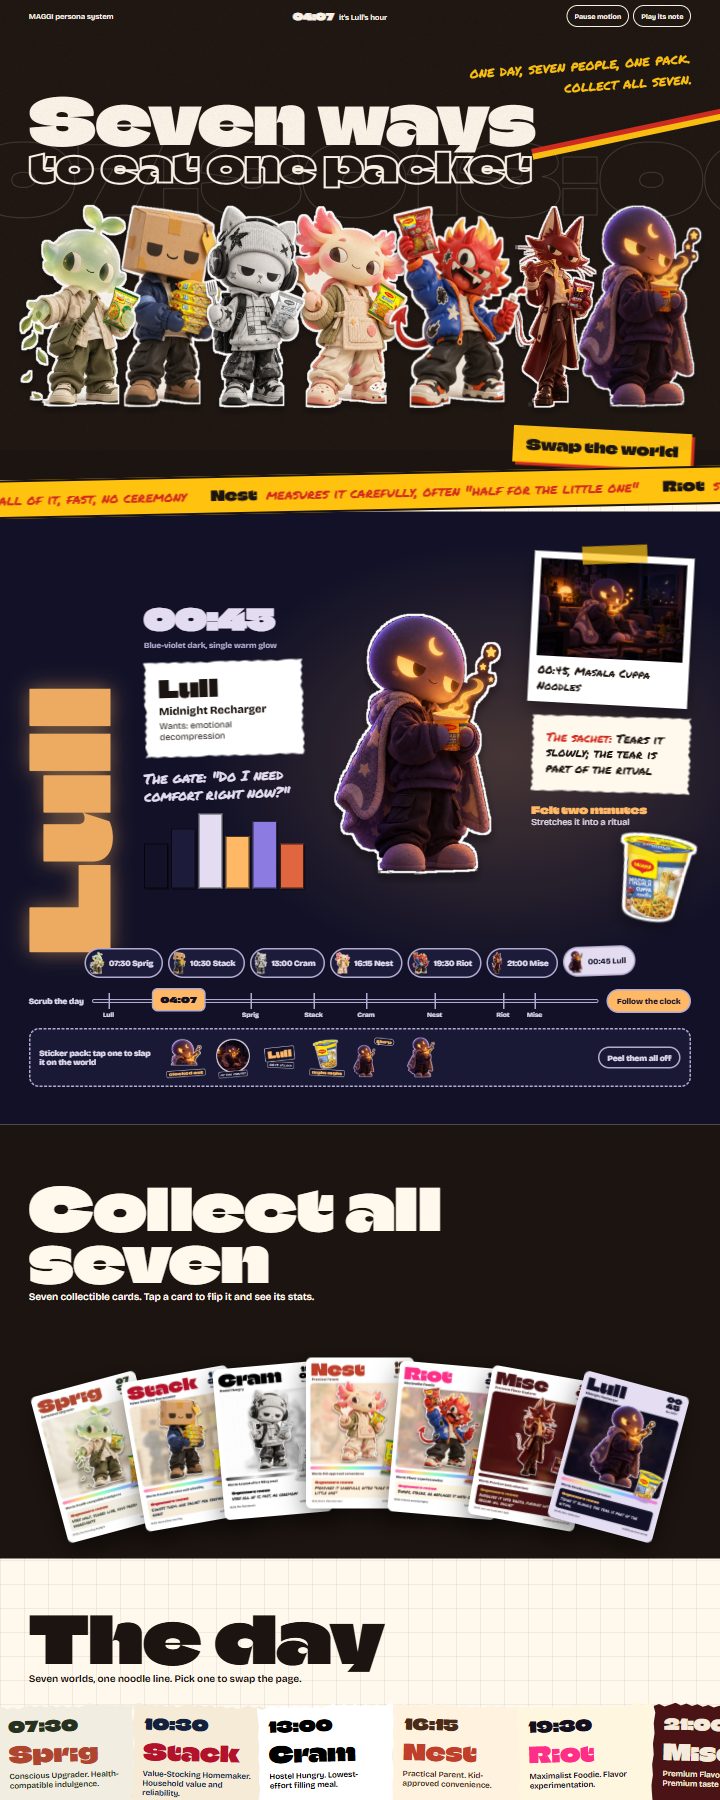 MAGGI persona system
04:07 it's Lull's hour
Pause motion
Play its note
ONE DAY, SEVEN PEOPLE, ONE PACK.
COLLECT ALL SEVEN.
Seven ways
to eat one packet
Swap the world
ALL OF IT, FAST, NO CEREMONY Nest MEASURES IT CAREFULLY, OFTEN "HALF FOR THE LITTLE ONE" Riot
Lull
00:45
Blue-violet dark, single warm glow
Lull
Midnight Recharger
Wants: emotional
decompression
THE GATE: "DO I NEED
COMFORT RIGHT NOW?"
00:45, MASALA CUPPA
NOODLES
THE SACHET: TEARS IT
SLOWLY; THE TEAR IS
PART OF THE RITUAL
Felt two minutes
Stretches it into a ritual
MAGGI
MASALA
CUPPA
07:30 Sprig
10:30 Stack
13:00 Cram
16:15 Nest
19:30 Riot
21:00 Mise
00:45 Lull
Scrub the day
04:07
Follow the clock
Lull
Sprig
Stack
Cram
Nest
Riot
Mise
Sticker pack: tap one to slap
it on the world
Lull
Peel them all off
Collect all
seven
Seven collectible cards. Tap a card to flip it and see its stats.
Sprig
Stack
Cram
Nest
Riot
Mise
Lull
00
45
The day
Seven worlds, one noodle line. Pick one to swap the page.
07:30
Sprig
Conscious Upgrader. Health-
compatible indulgence.
10:30
Stack
Value-Stocking Homemaker.
Household value and
reliability.
13:00
Cram
Hostel Hungry. Lowest-
effort filling meal.
16:15
Nest
Practical Parent. Kid-
approved convenience.
19:30
Riot
Maximalist Foodie. Flavor
experimentation.
21:00
Mise
Premium Flavo
Premium taste